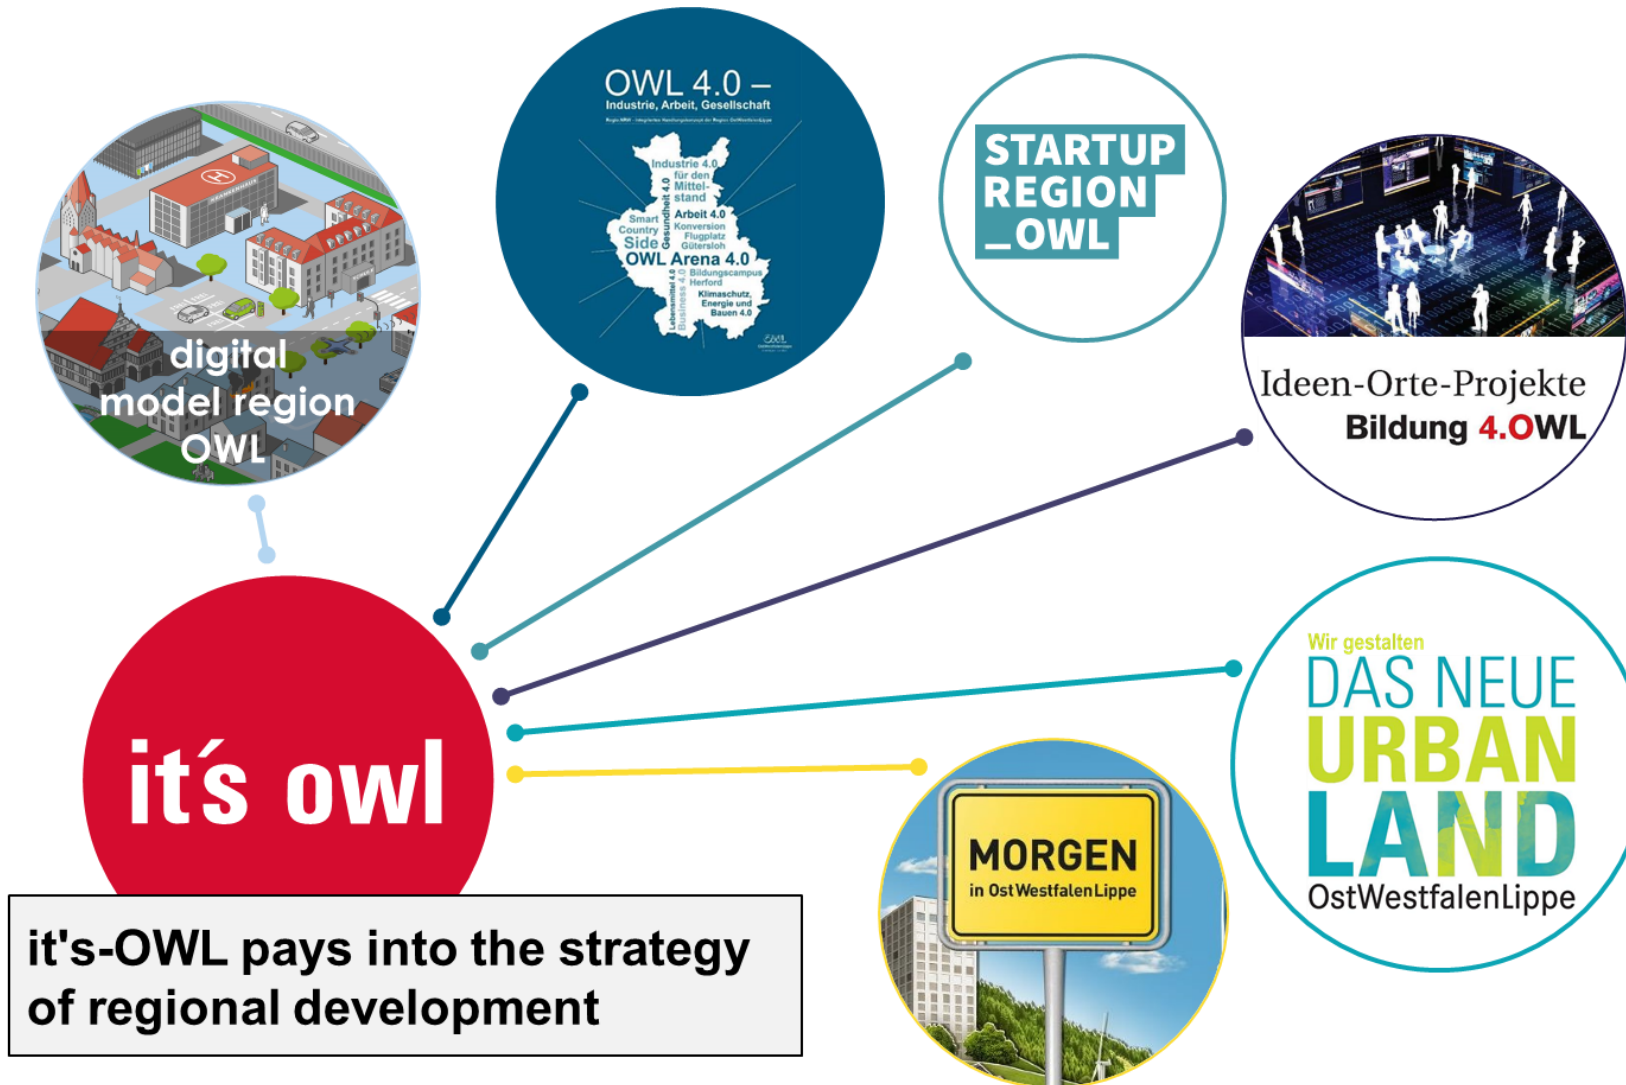 digital
model region
OWL
KRANKENHAUS
OWL 4.0 –
Industrie, Arbeit, Gesellschaft
Industrie 4.0
für den
Mittel-
stand
Gesundheit 4.0
Smart
Country
Side
Arbeit 4.0
Konversion
Flugplatz
Gütersloh
OWL Arena 4.0
Lebensmittel 4.0
Business 4.0
Bildungscampus
Herford
Klimaschutz,
Energie und
Bauen 4.0
STARTUP
REGION
_OWL
Ideen-Orte-Projekte
Bildung 4.OWL
Wir gestalten
DAS NEUE
URBAN
LAND
OstWestfalenLippe
MORGEN
in OstWestfalenLippe
it´s owl
it's-OWL pays into the strategy
of regional development